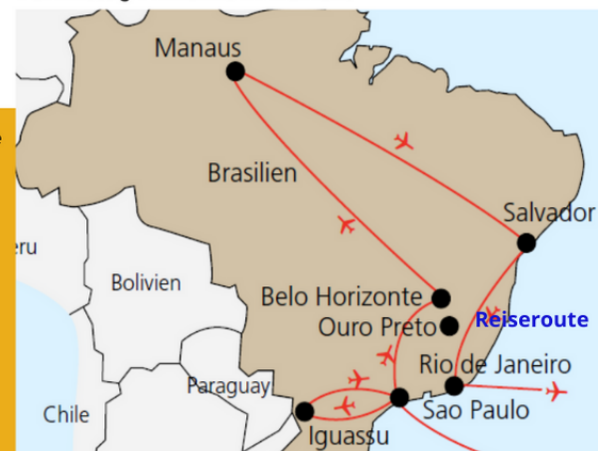 Manaus
Brasilien
Salvador
eru
Bolivien
Belo Horizonte
Ouro Preto
Reiseroute
Rio de Janeiro
Paraguay
Sao Paulo
Chile
Iguassu